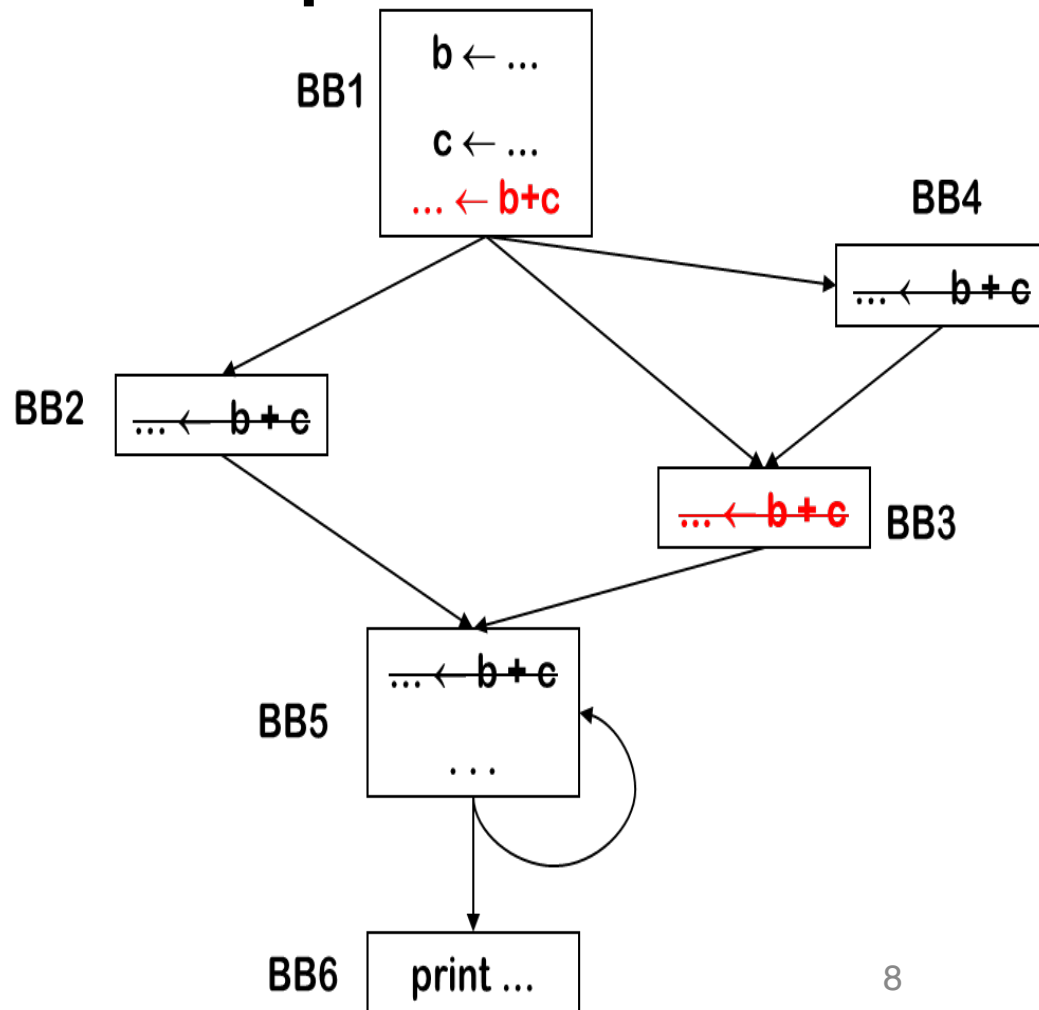 BB1
b ← ...
c ← ...
... ← b+c
BB4
... ← b + c
BB2
... ← b + c
... ← b + c
BB3
... ← b + c
BB5
...
BB6
print ...
8